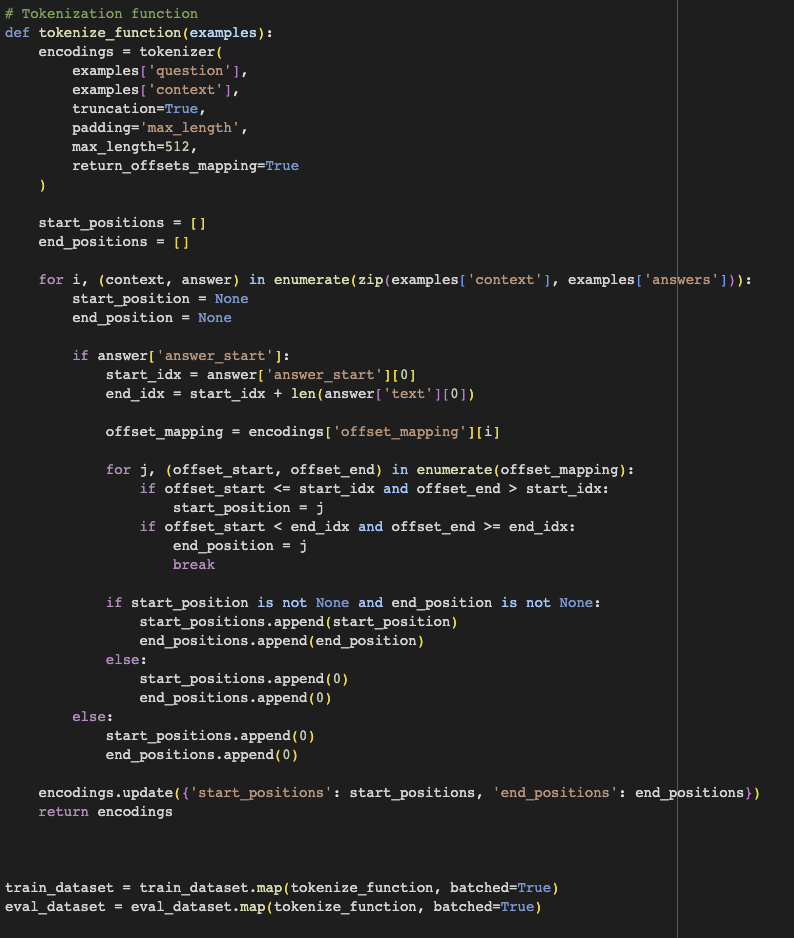 # Tokenization function
def tokenize_function(examples):
    encodings = tokenizer(
        examples['question'],
        examples['context'],
        truncation=True,
        padding='max_length',
        max_length=512,
        return_offsets_mapping=True
    )

    start_positions = []
    end_positions = []

    for i, (context, answer) in enumerate(zip(examples['context'], examples['answers'])):
        start_position = None
        end_position = None

        if answer['answer_start']:
            start_idx = answer['answer_start'][0]
            end_idx = start_idx + len(answer['text'][0])

            offset_mapping = encodings['offset_mapping'][i]

            for j, (offset_start, offset_end) in enumerate(offset_mapping):
                if offset_start <= start_idx and offset_end > start_idx:
                    start_position = j
                if offset_start < end_idx and offset_end >= end_idx:
                    end_position = j
                    break

            if start_position is not None and end_position is not None:
                start_positions.append(start_position)
                end_positions.append(end_position)
            else:
                start_positions.append(0)
                end_positions.append(0)
        else:
            start_positions.append(0)
            end_positions.append(0)

    encodings.update({'start_positions': start_positions, 'end_positions': end_positions})
    return encodings

train_dataset = train_dataset.map(tokenize_function, batched=True)
eval_dataset = eval_dataset.map(tokenize_function, batched=True)